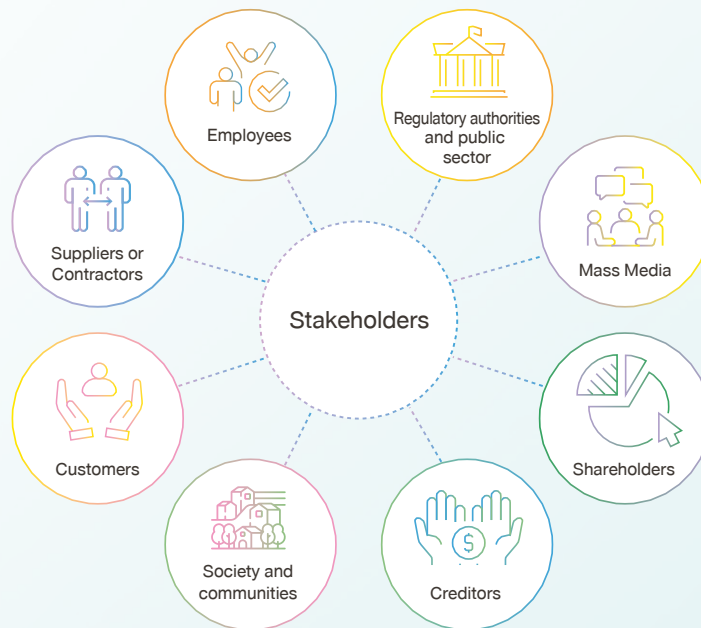 Employees
Regulatory authorities
and public
sector
Suppliers or
Contractors
Mass Media
Stakeholders
Customers
Shareholders
Society and
communities
$
Creditors